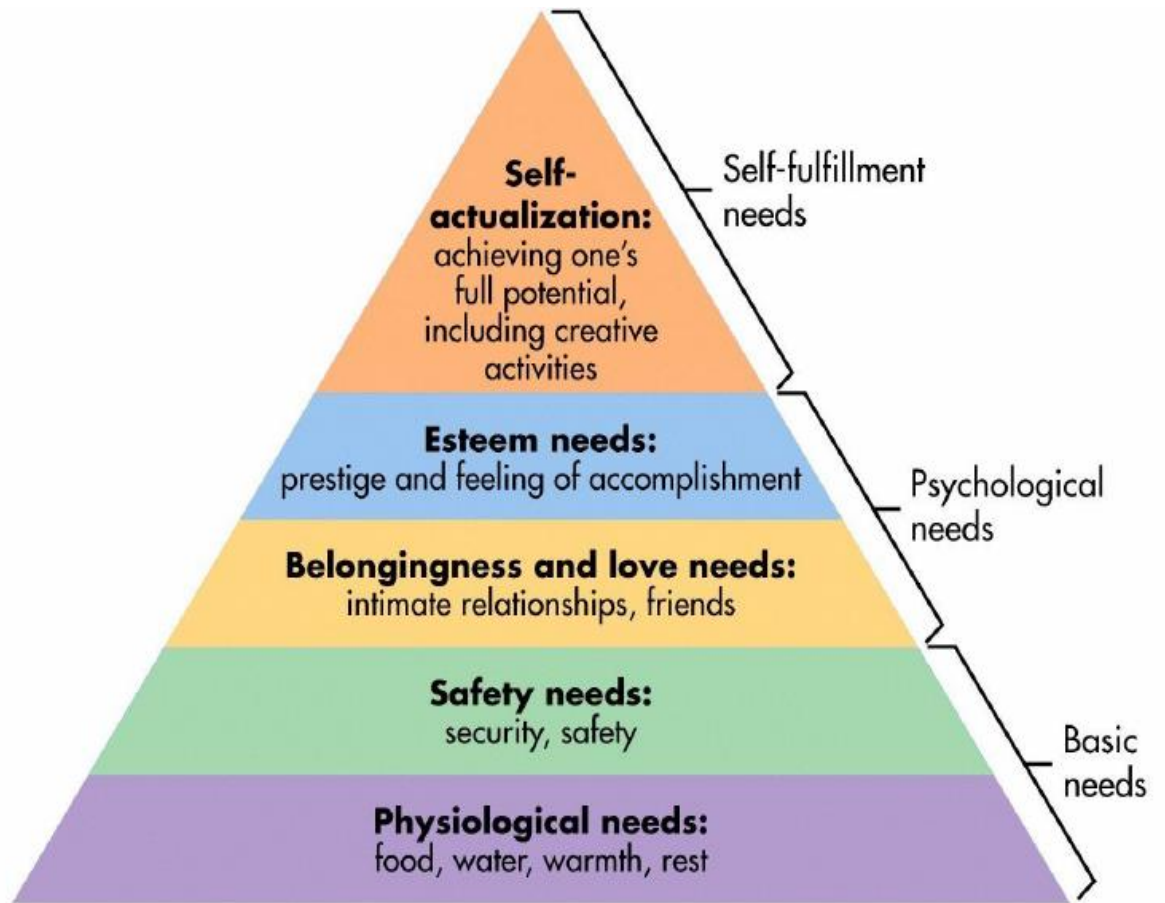 Self-
actualization:
achieving one's
full potential,
including creative
activities
Self-fulfillment
needs
Esteem needs:
prestige and feeling of accomplishment
Psychological
needs
Belongingness and love needs:
intimate relationships, friends
Safety needs:
security, safety
Basic
needs
Physiological needs:
food, water, warmth, rest